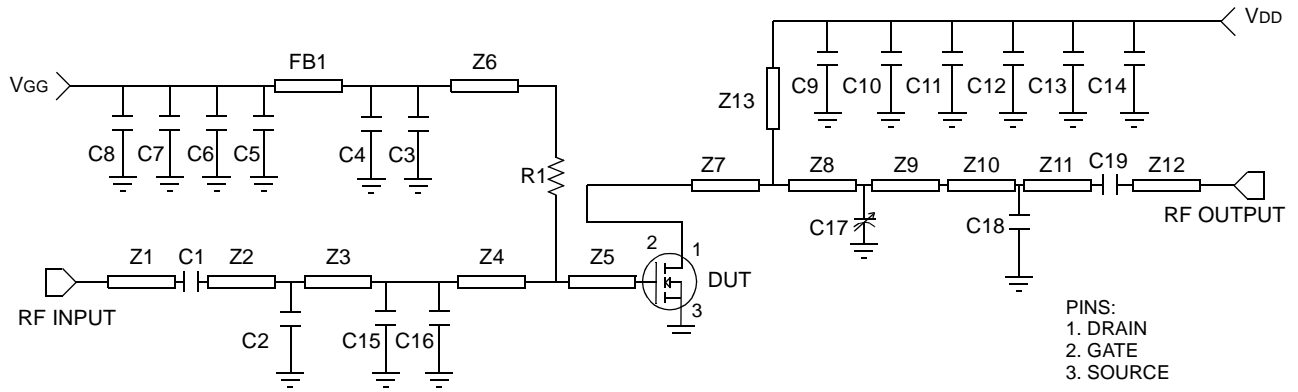 VDD
FB1
Z6
VGG
C9 C10 C11 C12 C13 C14
Z13
C8 C7 C6 C5 C4 C3
R1
Z7 Z8 Z9 Z10 Z11 C19 Z12
RF OUTPUT
C17 C18
Z1 C1 Z2 Z3 Z4 Z5
2 1
DUT
3
RF INPUT
C2 C15 C16
PINS:
1. DRAIN
2. GATE
3. SOURCE